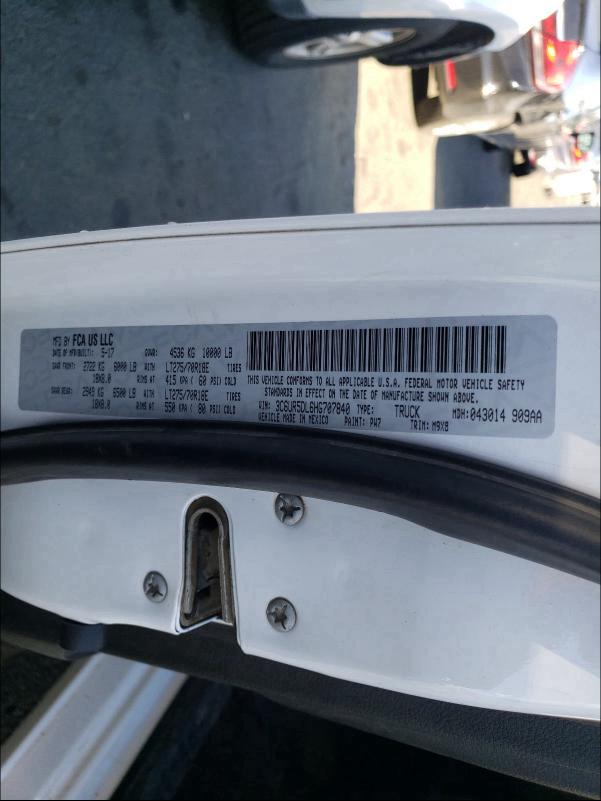 MFD BY FCA US LLC
DATE OF MFD(BUILT): 5-17 GVWR: 4536 KG 10000 LB
GAWR FRONT: 2722 KG 6000 LB WITH LT275/70R18E TIRES
18X8.0 RIMS AT 415 KPA ( 60 PSI) COLD
GAWR REAR: 2948 KG 6500 LB WITH LT275/70R18E TIRES
18X8.0 RIMS AT 550 KPA ( 80 PSI) COLD
THIS VEHICLE CONFORMS TO ALL APPLICABLE U.S.A. FEDERAL MOTOR VEHICLE SAFETY
STANDARDS IN EFFECT ON THE DATE OF MANUFACTURE SHOWN ABOVE.
VIN: 3C6UR5DL6HG707840 TYPE: TRUCK MDH: 043014 909AA
VEHICLE MADE IN MEXICO PAINT: PW7 TRIM: M9X8